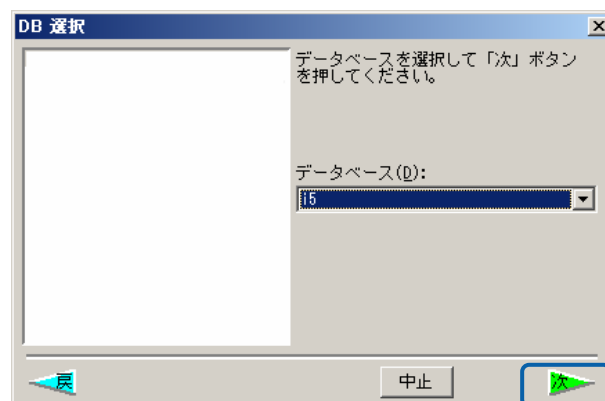 DB 選択
データベースを選択して「次」ボタン
を押してください。
データベース(D):
i5
戻
中止
次